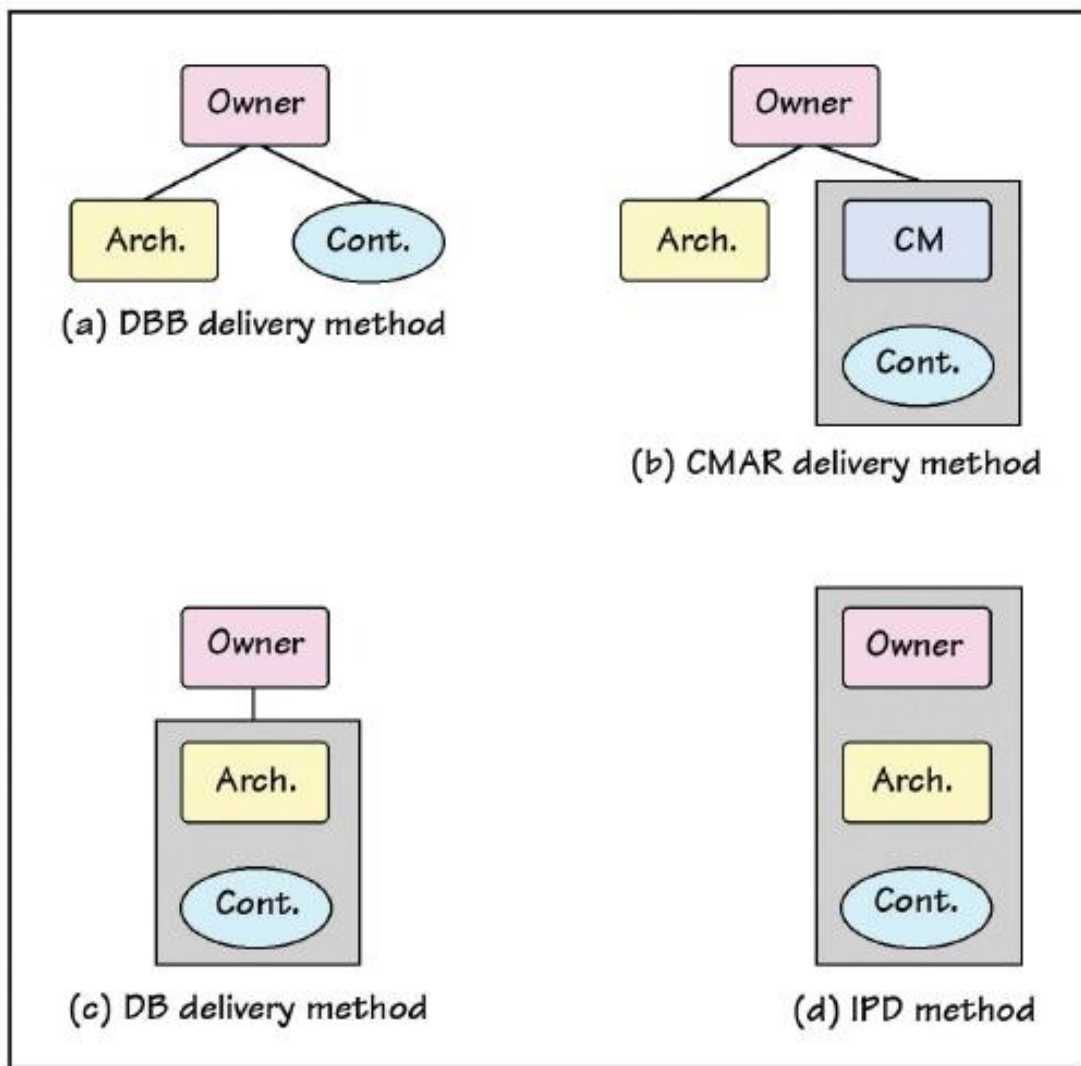 Owner
Arch.
Cont.
(a) DBB delivery method
Owner
Arch.
CM
Cont.
(b) CMAR delivery method
Owner
Arch.
Cont.
(c) DB delivery method
Owner
Arch.
Cont.
(d) IPD method